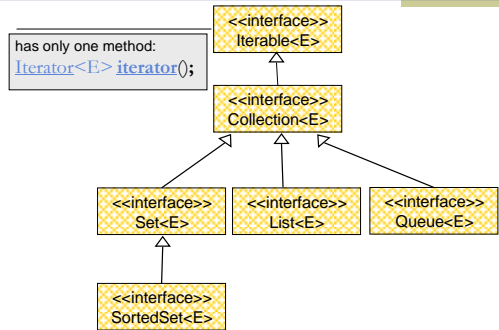 <<interface>>
Iterable<E>
has only one method:
Iterator<E> iterator();
<<interface>>
Collection<E>
<<interface>>
Set<E>
<<interface>>
List<E>
<<interface>>
Queue<E>
<<interface>>
SortedSet<E>